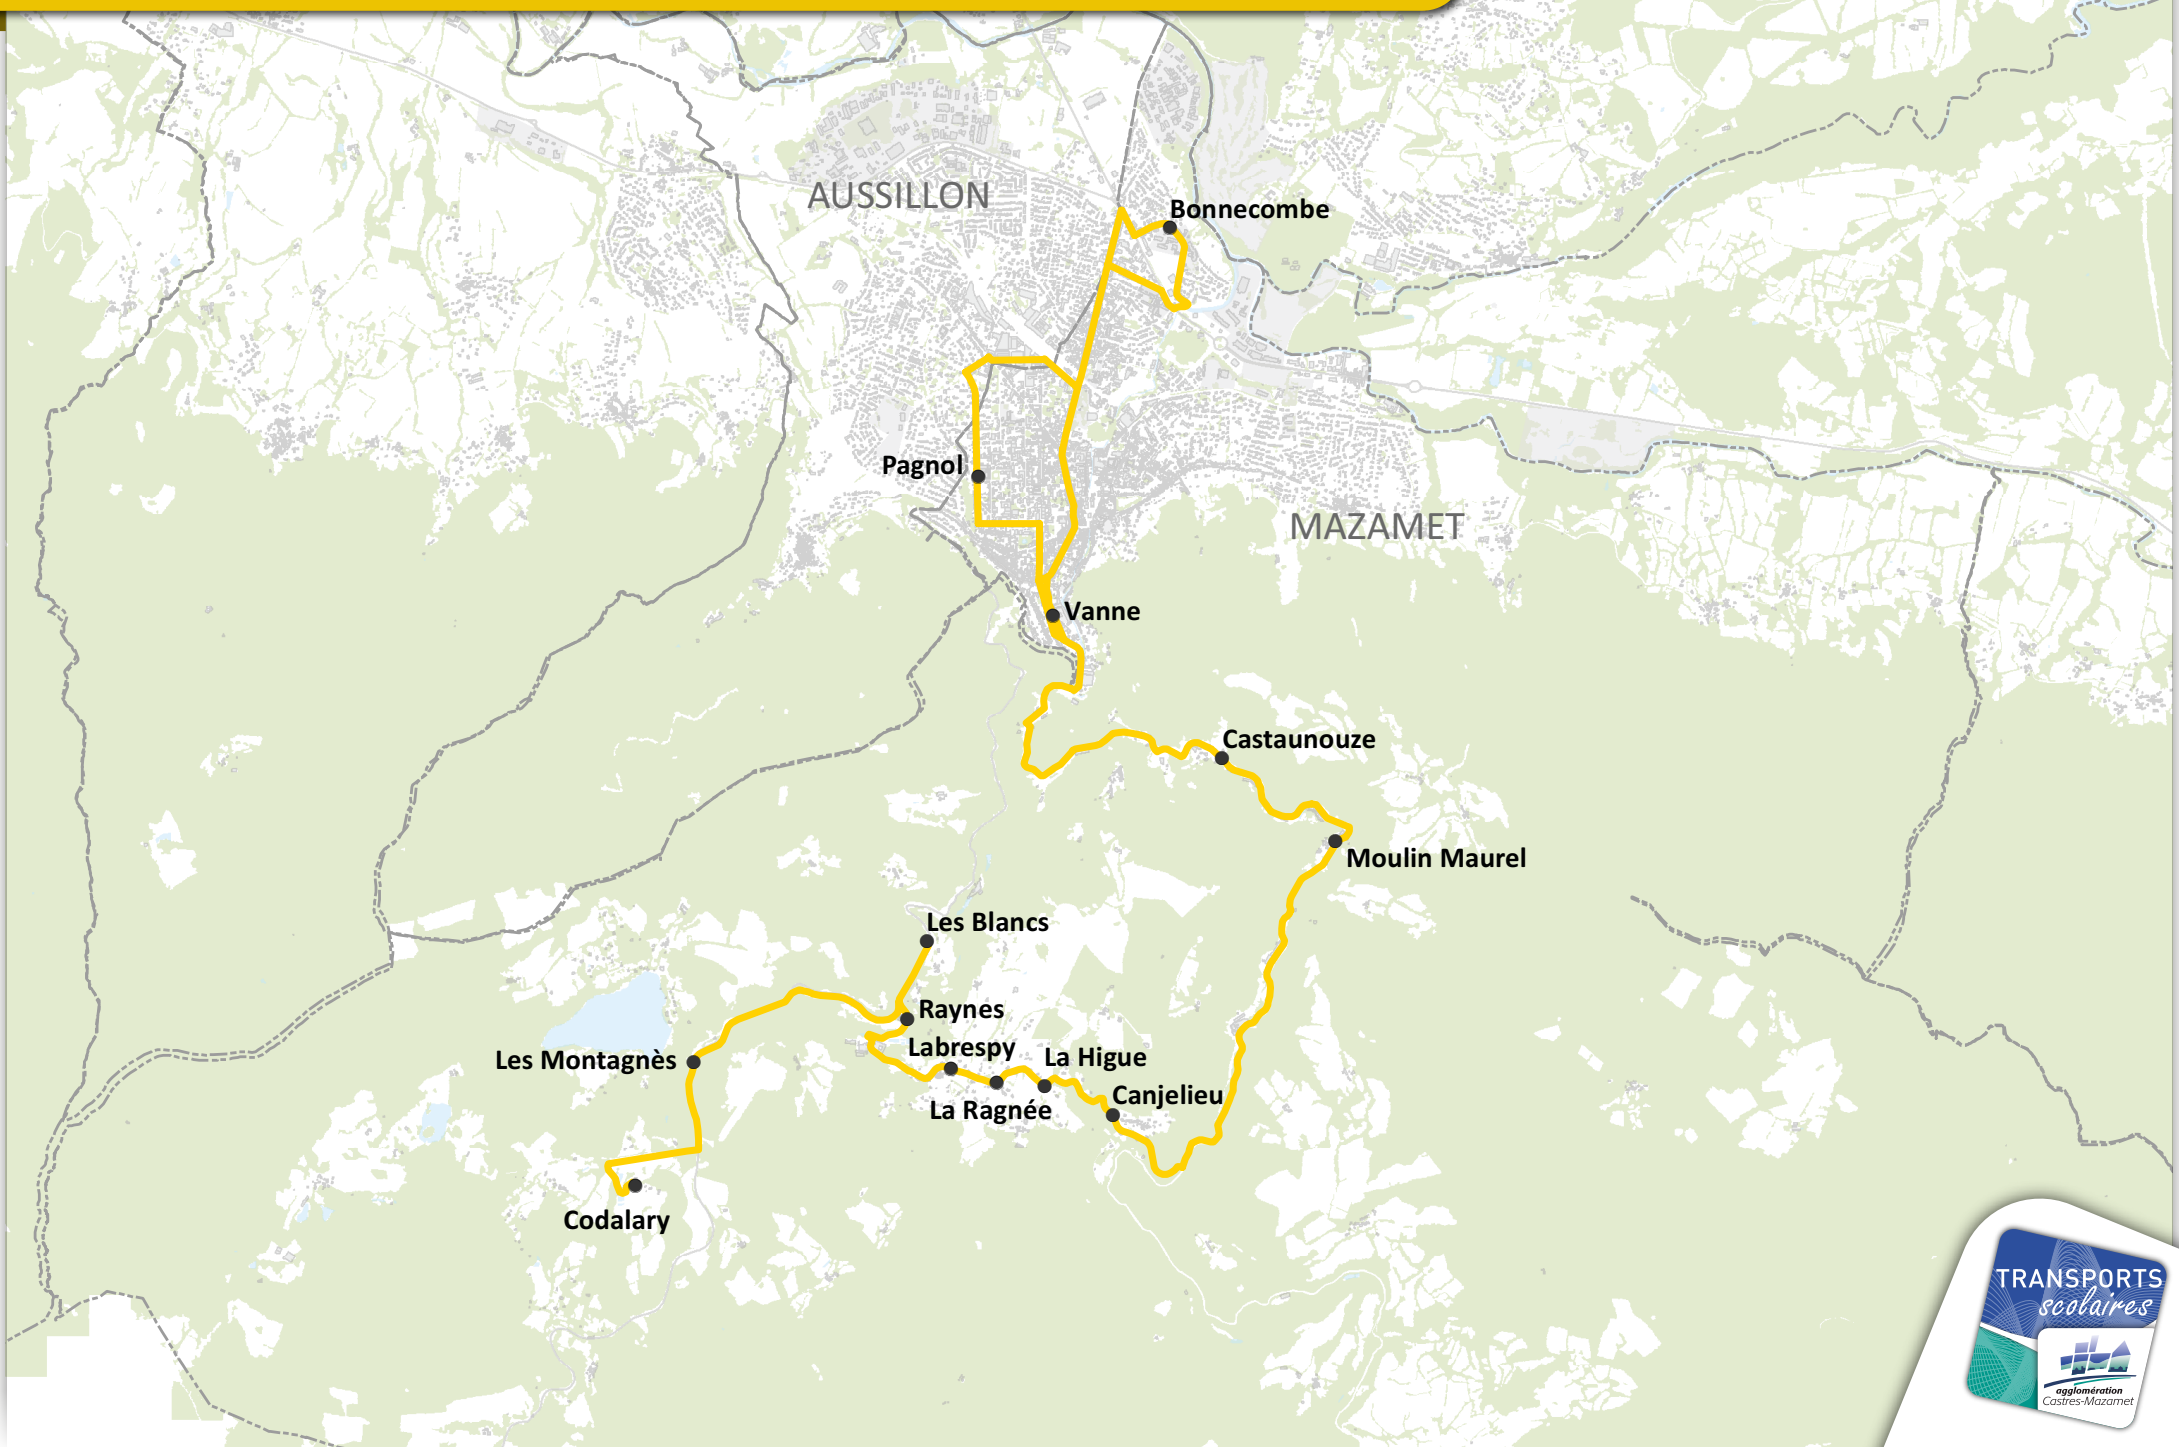 AUSSILLON
Bonnecombe
Pagnol
MAZAMET
Vanne
Castaunouze
Moulin Maurel
Les Blancs
Raynes
Labrespy
La Higue
Les Montagnès
Canjelieu
La Ragnée
Codalary
TRANSPORTS
scolaires
agglomération
Castres-Mazamet